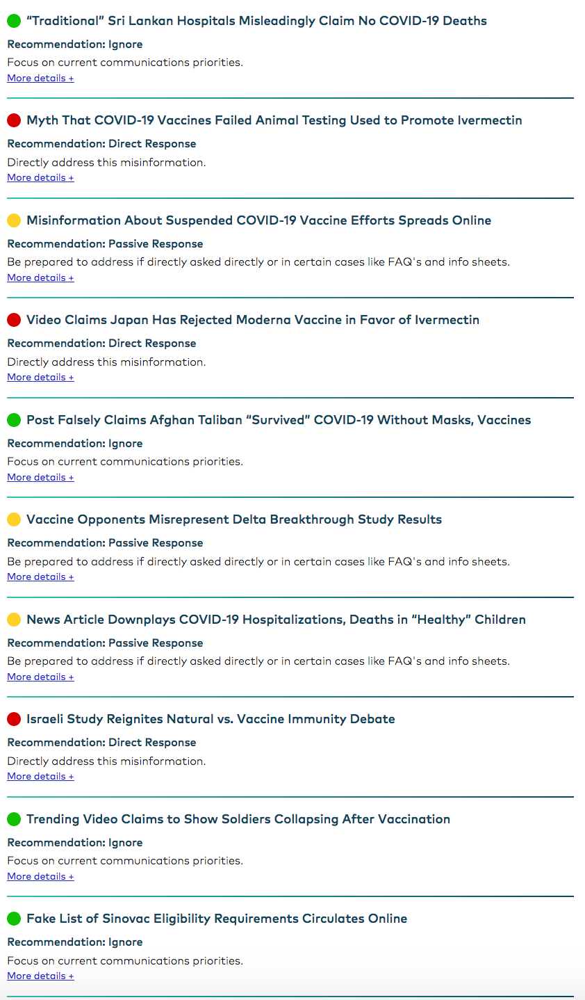 “Traditional” Sri Lankan Hospitals Misleadingly Claim No COVID-19 Deaths
Recommendation: Ignore
Focus on current communications priorities.
More details +
Myth That COVID-19 Vaccines Failed Animal Testing Used to Promote Ivermectin
Recommendation: Direct Response
Directly address this misinformation.
More details +
Misinformation About Suspended COVID-19 Vaccine Efforts Spreads Online
Recommendation: Passive Response
Be prepared to address if directly asked directly or in certain cases like FAQ's and info sheets.
More details +
Video Claims Japan Has Rejected Moderna Vaccine in Favor of Ivermectin
Recommendation: Direct Response
Directly address this misinformation.
More details +
Post Falsely Claims Afghan Taliban “Survived” COVID-19 Without Masks, Vaccines
Recommendation: Ignore
Focus on current communications priorities.
More details +
Vaccine Opponents Misrepresent Delta Breakthrough Study Results
Recommendation: Passive Response
Be prepared to address if directly asked directly or in certain cases like FAQ's and info sheets.
More details +
News Article Downplays COVID-19 Hospitalizations, Deaths in “Healthy” Children
Recommendation: Passive Response
Be prepared to address if directly asked directly or in certain cases like FAQ's and info sheets.
More details +
Israeli Study Reignites Natural vs. Vaccine Immunity Debate
Recommendation: Direct Response
Directly address this misinformation.
More details +
Trending Video Claims to Show Soldiers Collapsing After Vaccination
Recommendation: Ignore
Focus on current communications priorities.
More details +
Fake List of Sinovac Eligibility Requirements Circulates Online
Recommendation: Ignore
Focus on current communications priorities.
More details +